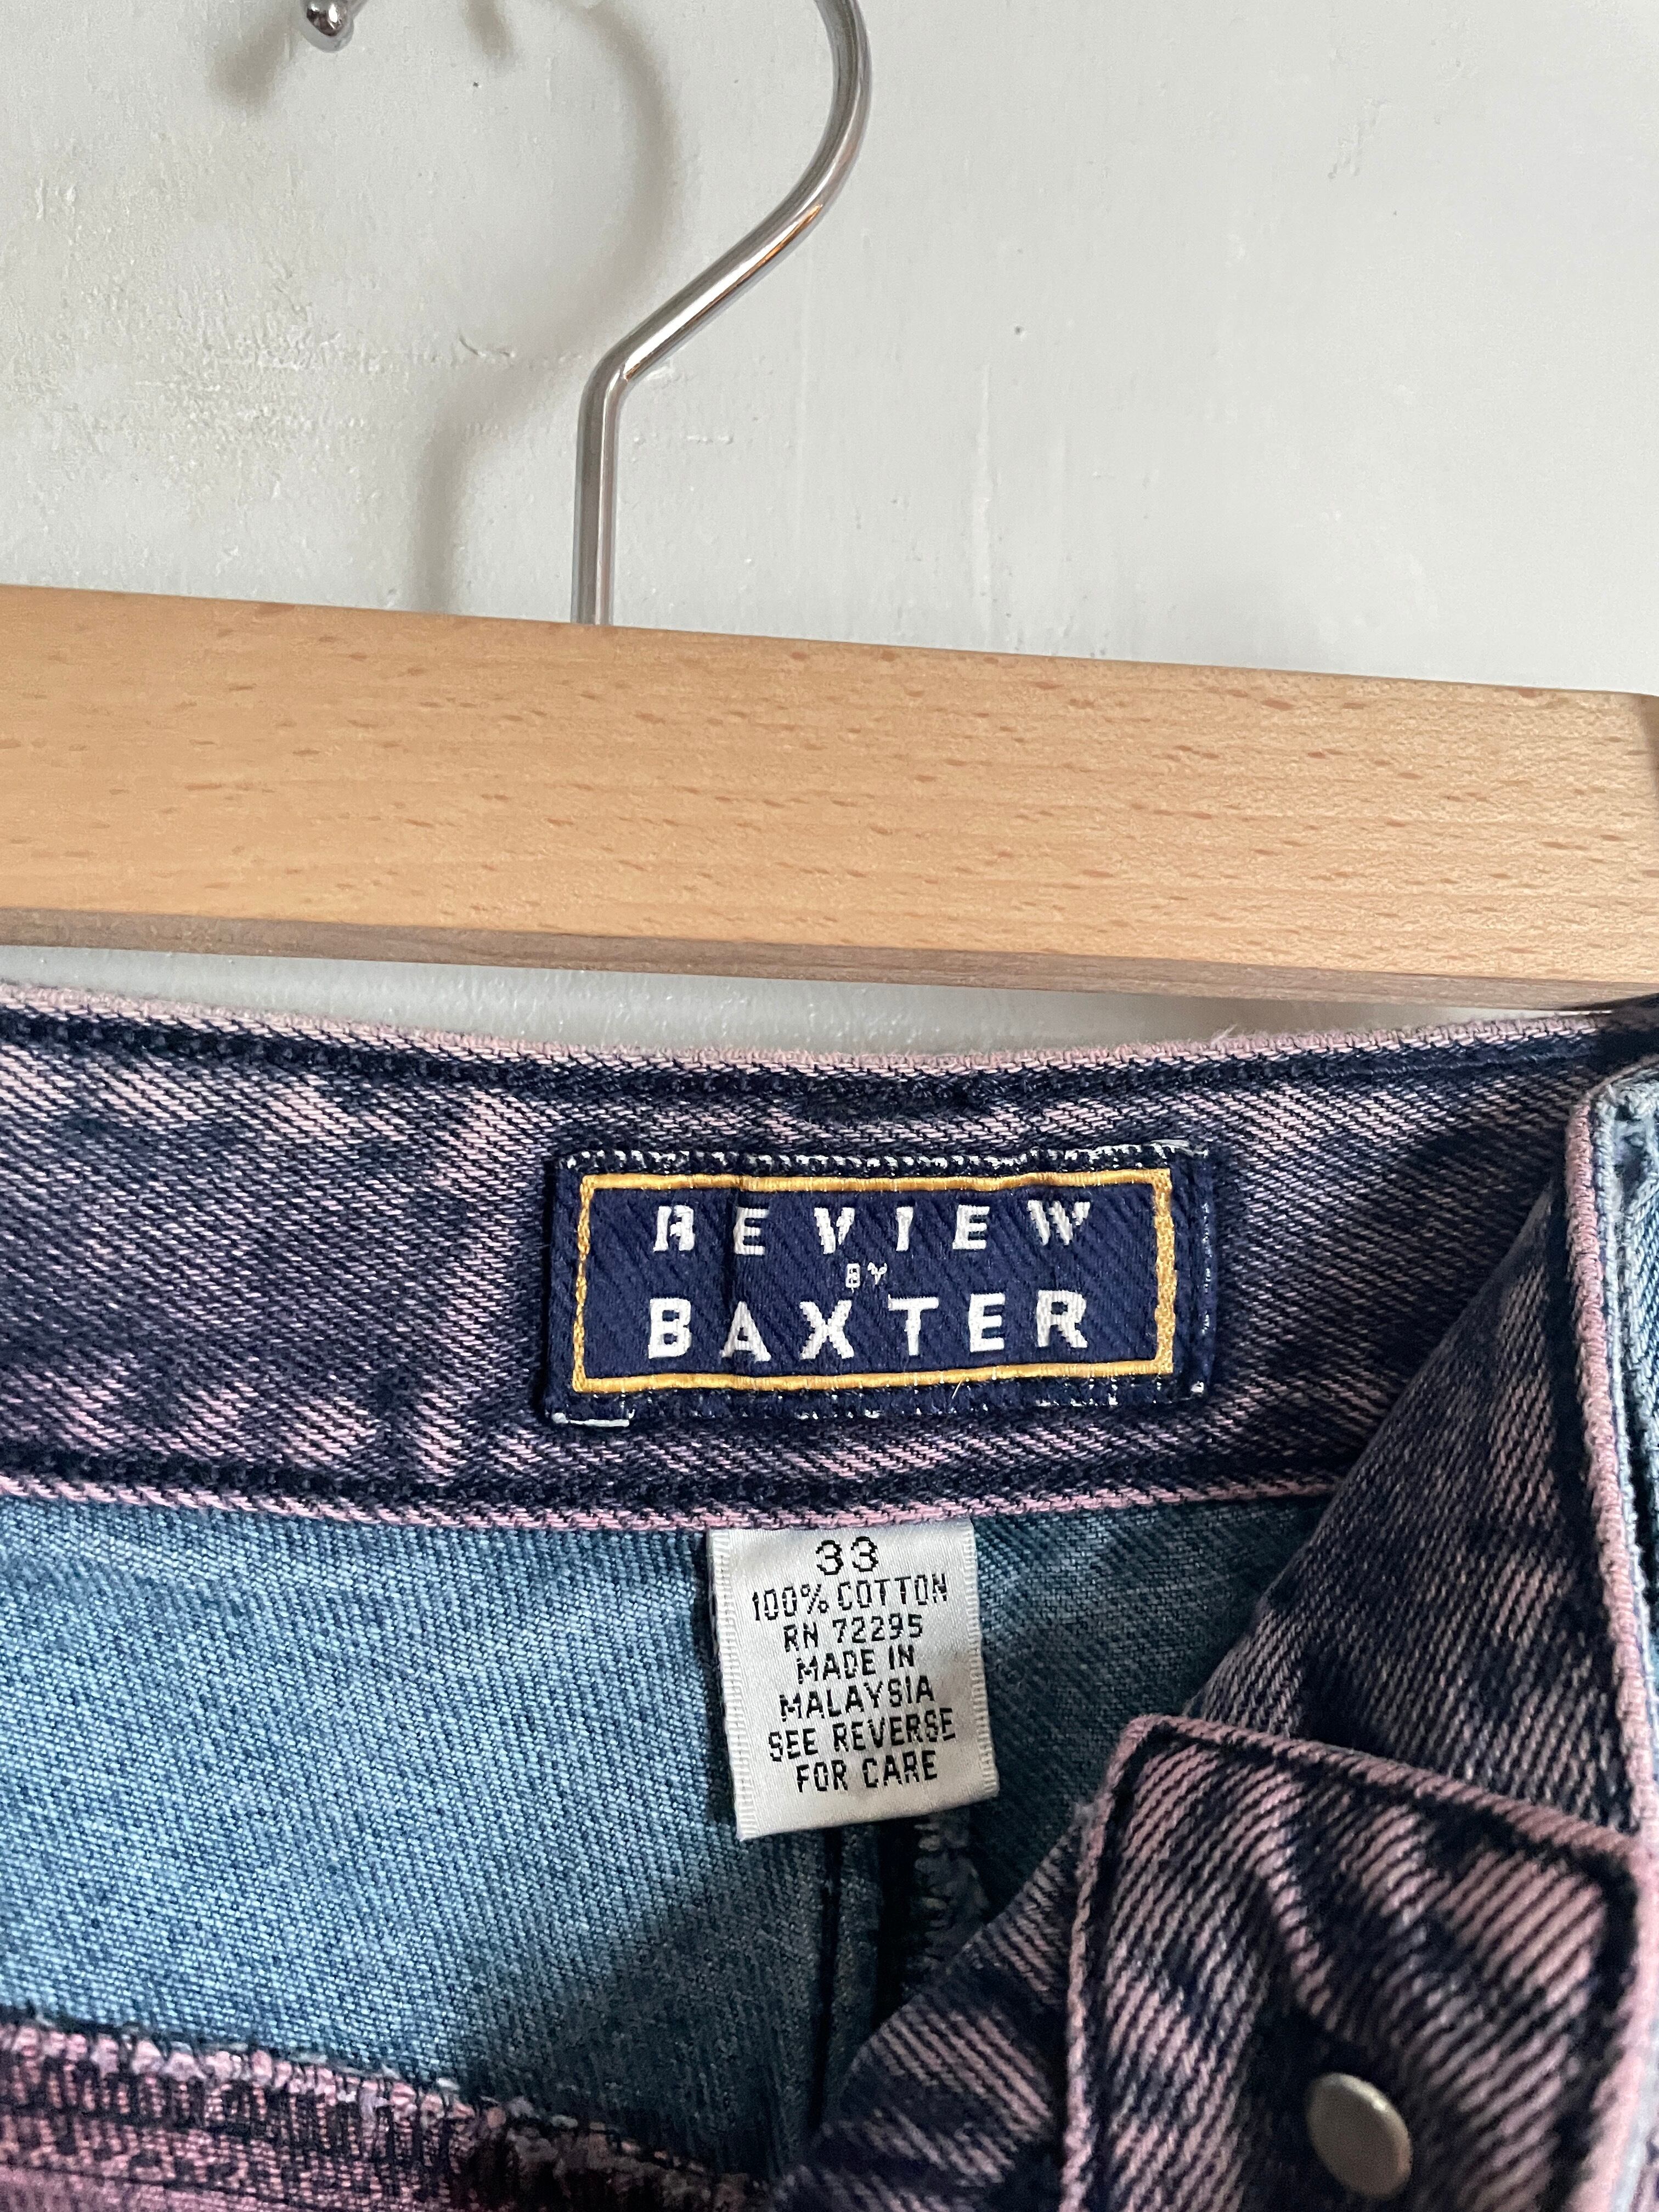 REVIEW
BY
BAXTER
33
100% COTTON
RN 72295
MADE IN
MALAYSIA
SEE REVERSE
FOR CARE